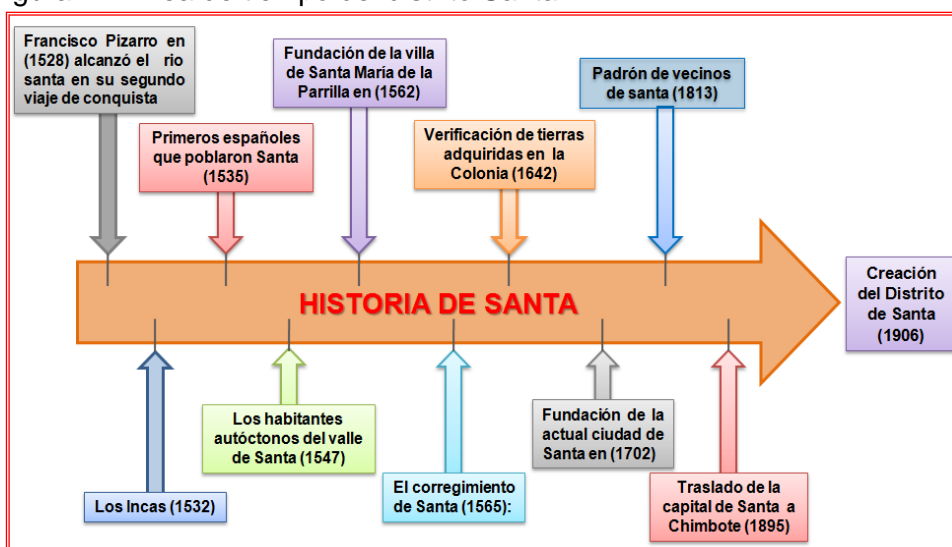 Francisco Pizarro en
(1528) alcanzó el rio
santa en su segundo
viaje de conquista
Fundación de la villa
de Santa María de la
Parrilla en (1562)
Padrón de vecinos
de santa (1813)
Primeros españoles
que poblaron Santa
(1535)
Verificación de tierras
adquiridas en la
Colonia (1642)
HISTORIA DE SANTA
Creación
del Distrito
de Santa
(1906)
Los habitantes
autóctonos del valle
de Santa (1547)
Fundación de la
actual ciudad de
Santa en (1702)
Los Incas (1532)
El corregimiento
de Santa (1565):
Traslado de la
capital de Santa a
Chimbote (1895)